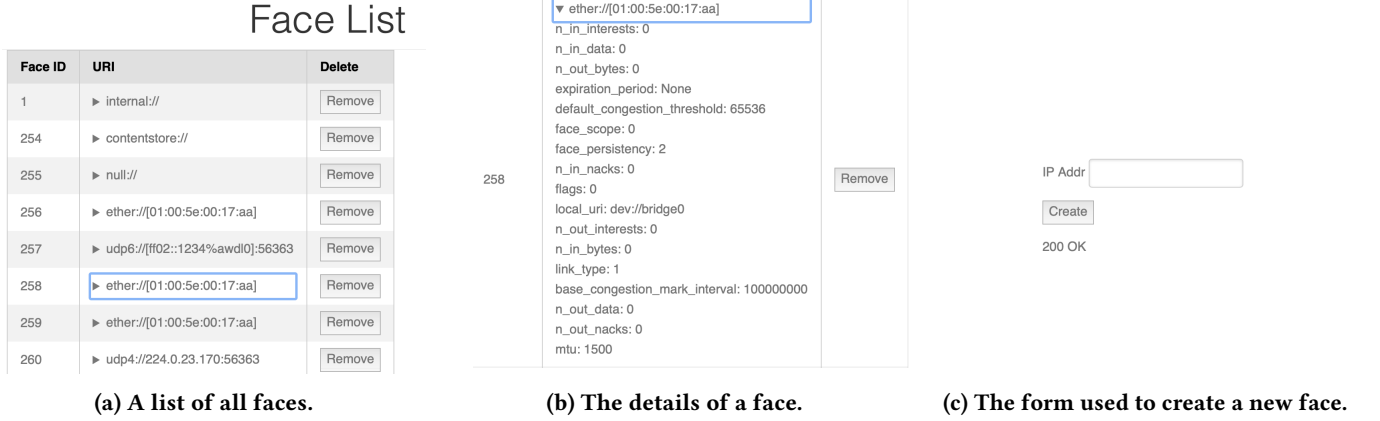 Face List
Face ID URI Delete
1 ▶ internal:// Remove
254 ▶ contentstore:// Remove
255 ▶ null:// Remove
256 ▶ ether://[01:00:5e:00:17:aa] Remove
257 ▶ udp6://[ff02::1234%awdl0]:56363 Remove
258 ▶ ether://[01:00:5e:00:17:aa] Remove
259 ▶ ether://[01:00:5e:00:17:aa] Remove
260 ▶ udp4://224.0.23.170:56363 Remove
(a) A list of all faces.
▼ ether://[01:00:5e:00:17:aa]
n_in_interests: 0
n_in_data: 0
n_out_bytes: 0
expiration_period: None
default_congestion_threshold: 65536
face_scope: 0
face_persistency: 2
n_in_nacks: 0
258 Remove
flags: 0
local_uri: dev://bridge0
n_out_interests: 0
n_in_bytes: 0
link_type: 1
base_congestion_mark_interval: 100000000
n_out_data: 0
n_out_nacks: 0
mtu: 1500
(b) The details of a face.
IP Addr
Create
200 OK
(c) The form used to create a new face.